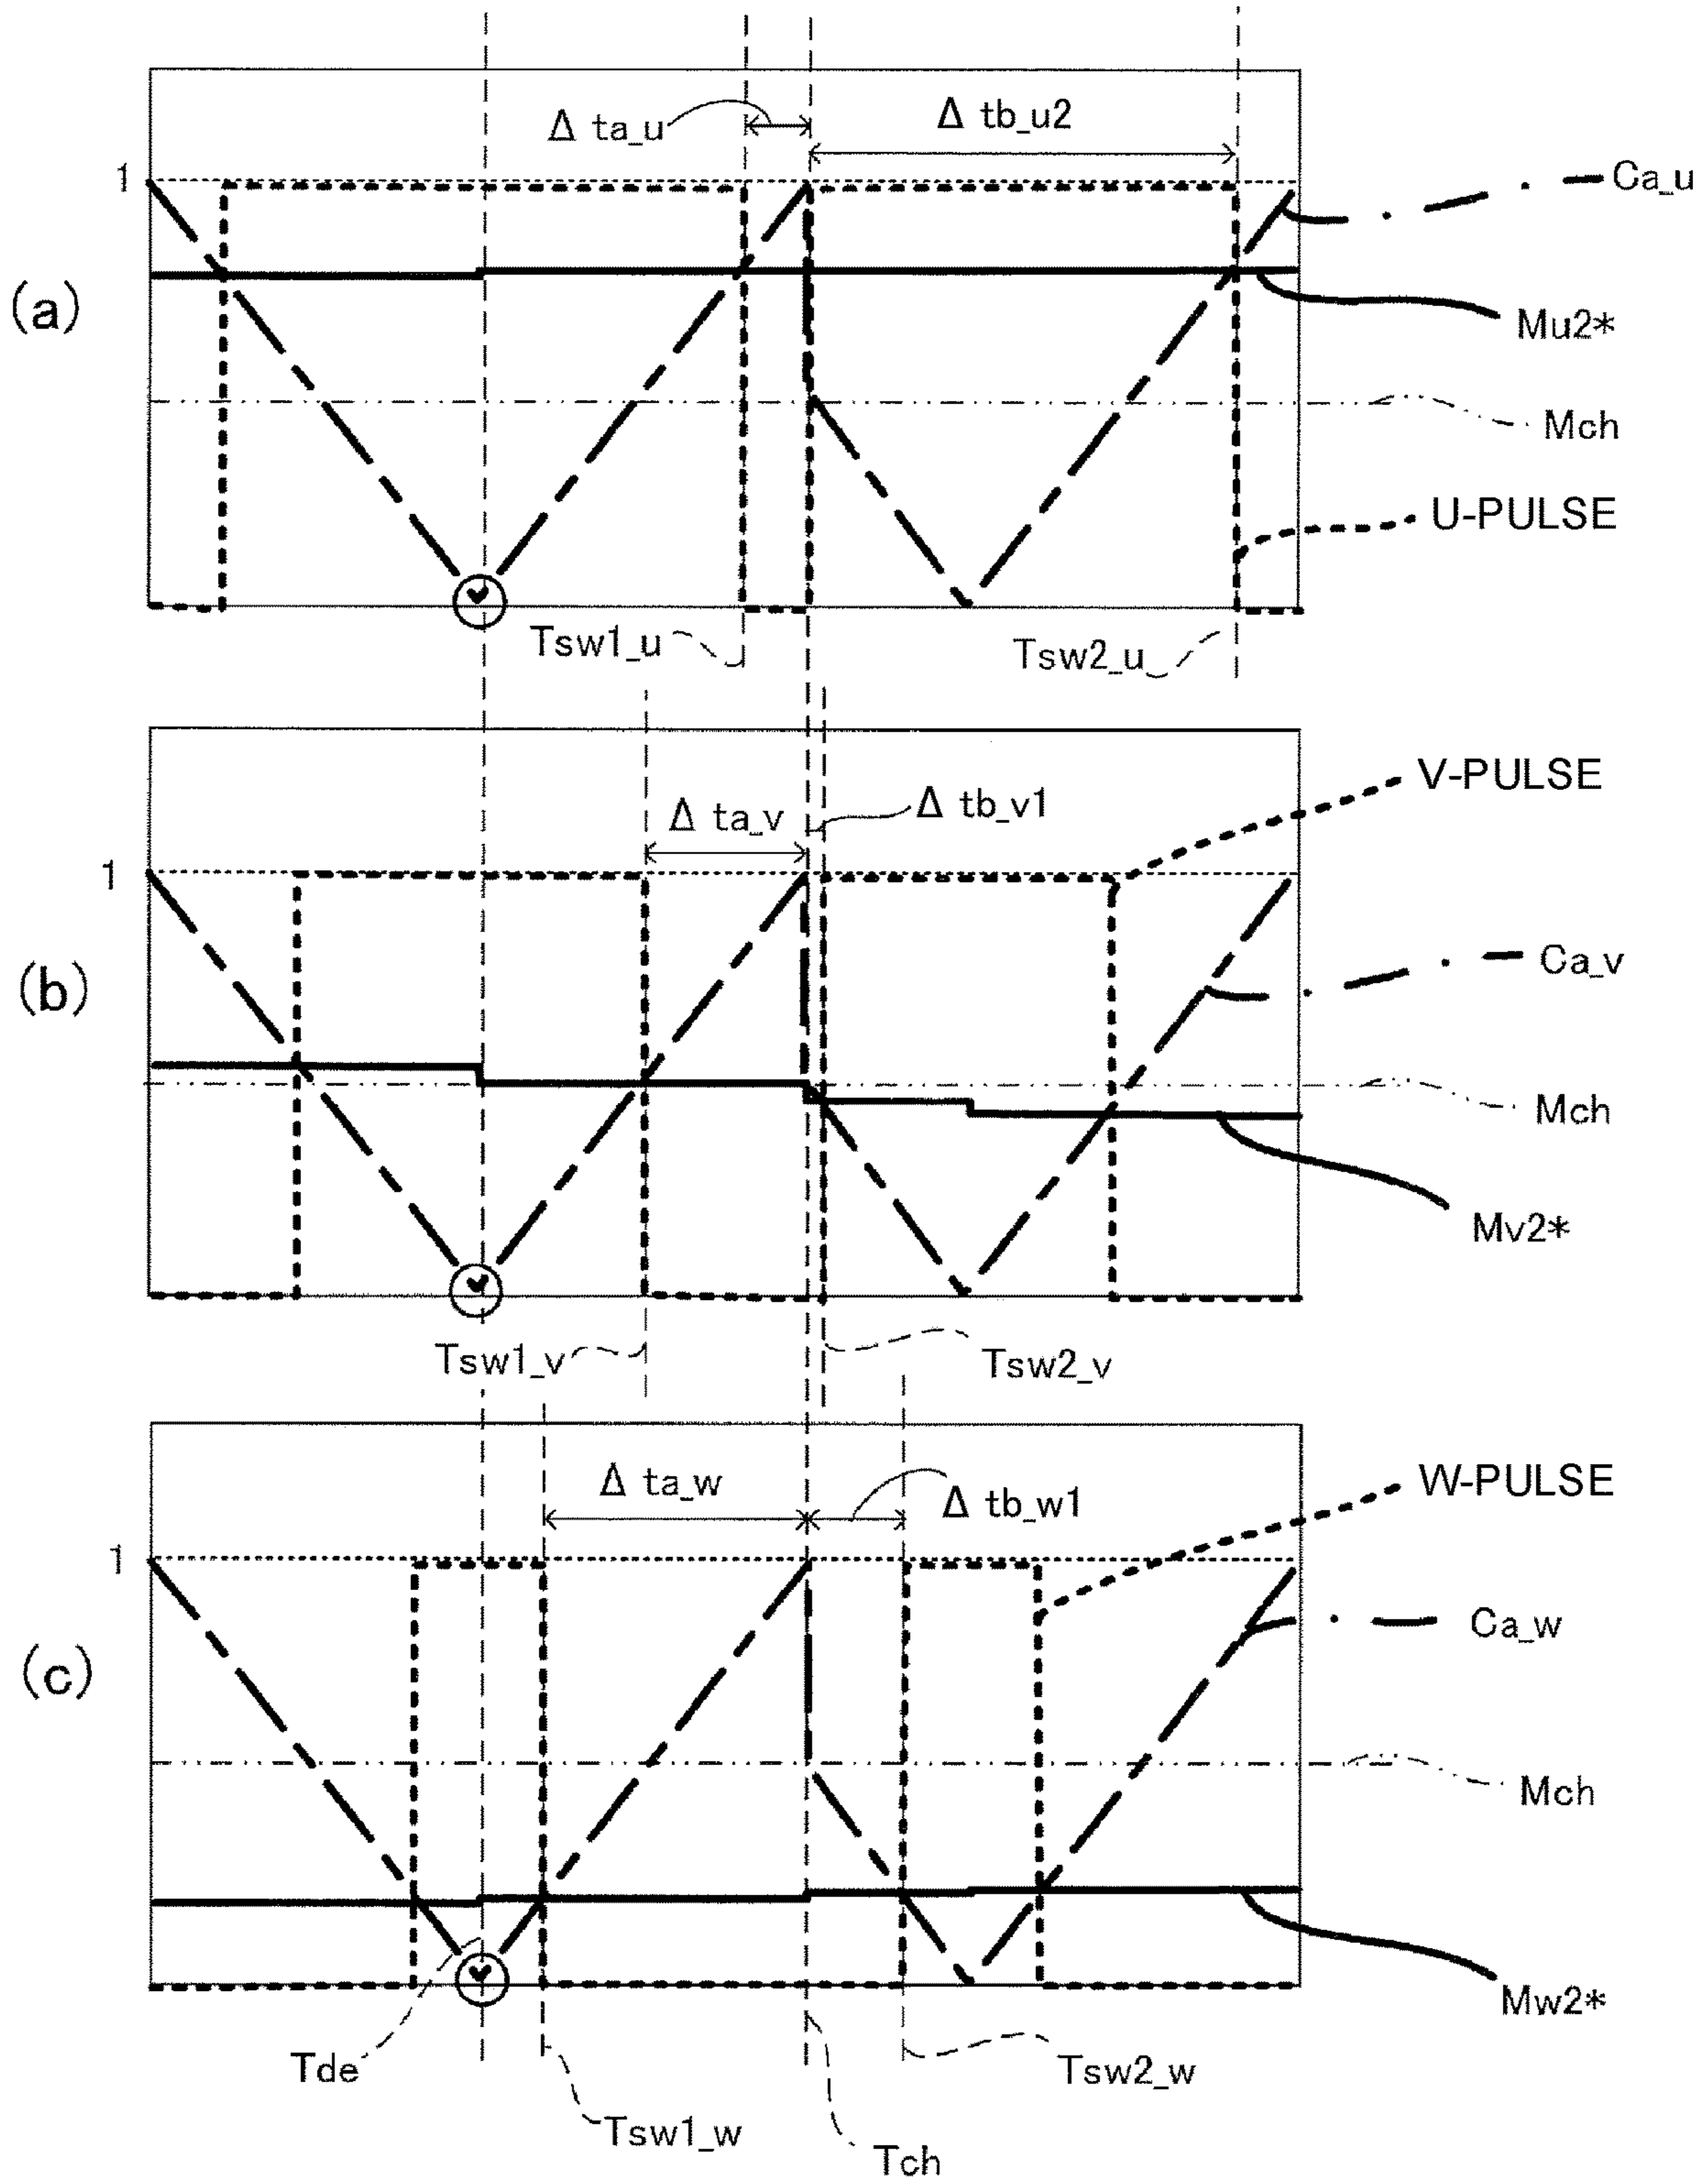 Δ ta_u
Δ tb_u2
1
Ca_u
(a)
Mu2*
Mch
U-PULSE
Tsw1_u
Tsw2_u
V-PULSE
Δ ta_v
Δ tb_v1
1
Ca_v
(b)
Mch
Mv2*
Tsw1_v
Tsw2_v
Δ ta_w
Δ tb_w1
W-PULSE
1
Ca_w
(c)
Mch
Mw2*
Tde
Tsw2_w
Tsw1_w
Tch